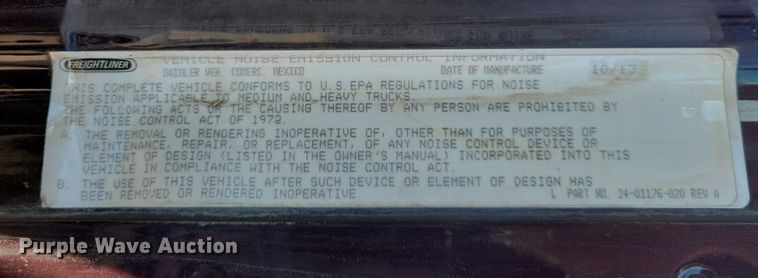 FREIGHTLINER
VEHICLE NOISE EMISSION CONTROL INFORMATION
DAIMLER VEH. COMERC. MEXICO DATE OF MANUFACTURE 10/13
THIS COMPLETE VEHICLE CONFORMS TO U.S.EPA REGULATIONS FOR NOISE
EMISSION APPLICABLE TO MEDIUM AND HEAVY TRUCKS.
THE FOLLOWING ACTS OR THE CAUSING THEREOF BY ANY PERSON ARE PROHIBITED BY
THE NOISE CONTROL ACT OF 1972.
A. THE REMOVAL OR RENDERING INOPERATIVE OF, OTHER THAN FOR PURPOSES OF
MAINTENANCE, REPAIR, OR REPLACEMENT, OF ANY NOISE CONTROL DEVICE OR
ELEMENT OF DESIGN (LISTED IN THE OWNER'S MANUAL) INCORPORATED INTO THIS
VEHICLE IN COMPLIANCE WITH THE NOISE CONTROL ACT.
B. THE USE OF THIS VEHICLE AFTER SUCH DEVICE OR ELEMENT OF DESIGN HAS
BEEN REMOVED OR RENDERED INOPERATIVE L PART NO. 24-01176-020 REV A
Purple Wave Auction